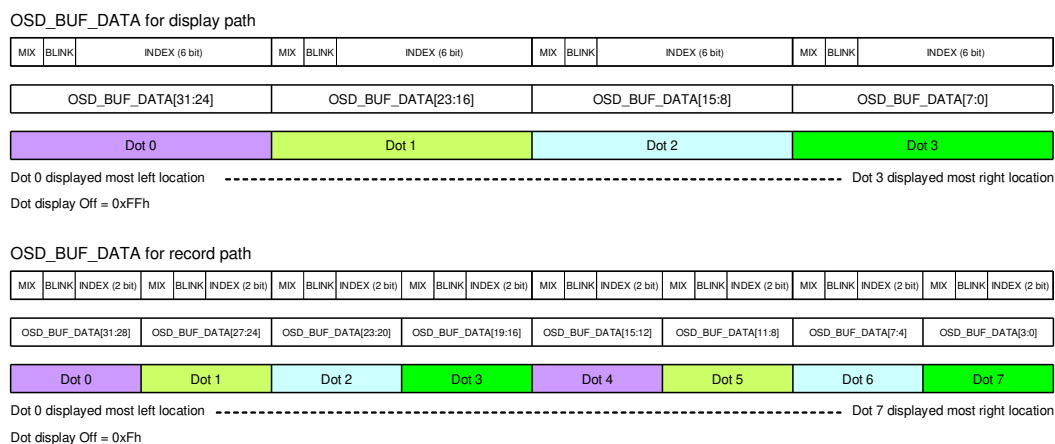 OSD_BUF_DATA for display path
MIX BLINK INDEX (6 bit) MIX BLINK INDEX (6 bit) MIX BLINK INDEX (6 bit) MIX BLINK INDEX (6 bit)
OSD_BUF_DATA[31:24] OSD_BUF_DATA[23:16] OSD_BUF_DATA[15:8] OSD_BUF_DATA[7:0]
Dot 0 Dot 1 Dot 2 Dot 3
Dot 0 displayed most left location Dot 3 displayed most right location
Dot display Off = 0xFFh
OSD_BUF_DATA for record path
MIX BLINK INDEX (2 bit) MIX BLINK INDEX (2 bit) MIX BLINK INDEX (2 bit) MIX BLINK INDEX (2 bit) MIX BLINK INDEX (2 bit) MIX BLINK INDEX (2 bit) MIX BLINK INDEX (2 bit) MIX BLINK INDEX (2 bit)
OSD_BUF_DATA[31:28] OSD_BUF_DATA[27:24] OSD_BUF_DATA[23:20] OSD_BUF_DATA[19:16] OSD_BUF_DATA[15:12] OSD_BUF_DATA[11:8] OSD_BUF_DATA[7:4] OSD_BUF_DATA[3:0]
Dot 0 Dot 1 Dot 2 Dot 3 Dot 4 Dot 5 Dot 6 Dot 7
Dot 0 displayed most left location Dot 7 displayed most right location
Dot display Off = 0xFh